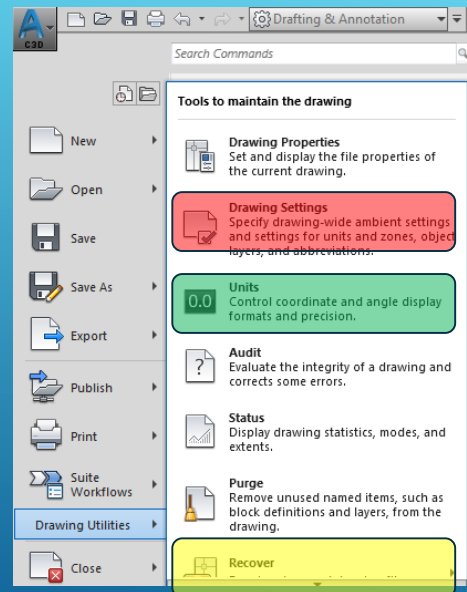 C3D
Drafting & Annotation
Search Commands
Tools to maintain the drawing
New
Open
Save
Save As
Export
Publish
Print
Suite
Workflows
Drawing Utilities
Close
Drawing Properties
Set and display the file properties of
the current drawing.
Drawing Settings
Specify drawing-wide ambient settings
and settings for units and zones, object
layers, and abbreviations.
0.0
Units
Control coordinate and angle display
formats and precision.
Audit
Evaluate the integrity of a drawing and
corrects some errors.
Status
Display drawing statistics, modes, and
extents.
Purge
Remove unused named items, such as
block definitions and layers, from the
drawing.
Recover